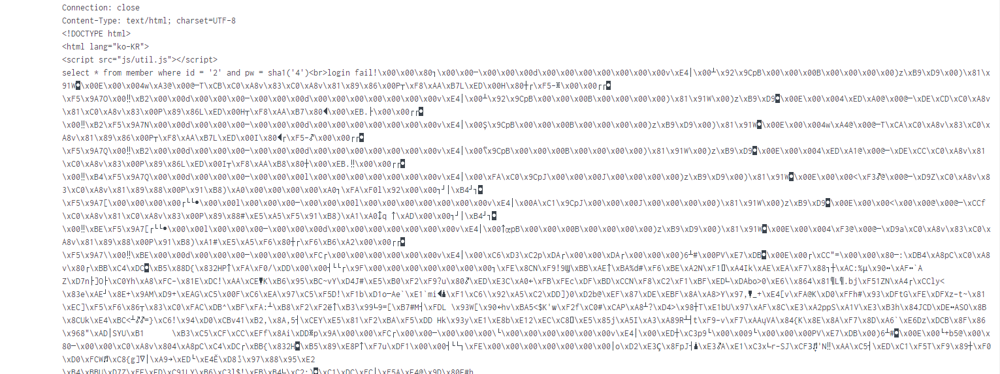 Connection: close
Content-Type: text/html; charset=UTF-8
<!DOCTYPE html>
<html lang="ko-KR">
<script src="js/util.js"></script>
select * from member where id = '2' and pw = sha1('4')<br>login fail!\x00\x00\x80┐\x00\x00─\x00\x00\x00\x00d\x00\x00\x00\x00\x00\x00\x00\x00\x00v\xE4│\x00┴\x92\x9CpB\x00\x00\x00B\x00\x00\x00\x00\x00)z\xB9\xD9\x00)\x81\x
91W◘\x00E\x00\x004w\xA3@\x00@─T\xCB\xC0\xA8v\x83\xC0\xA8v\x81\x89\x86\x00P┬\xF8\xAA\xB7L\xED\x00H\x80┼┌\xF5-\x00\x00┌┌◘
\xF5\x9A7O\x00‼\xB2\x00\x00\x00d\x00\x00\x00─\x00\x00\x00d\x00\x00\x00\x00\x00\x00\x00\x00\x00v\xE4│\x00┴\x92\x9CpB\x00\x00\x00B\x00\x00\x00\x00\x00)\x81\x91W\x00)z\xB9\xD9◘\x00E\x00\x004\xED\xA0@\x00@─\xDE\xCD\xC0\xA8v
\x81\xC0\xA8v\x83\x00P\x89\x86L\xED\x00H┬\xF8\xAA\xB7\x80◄\x00\xEB.├\x00\x00┌┌◘
\x00‼\xB2\xF5\x9A7N\x00\x00\x00d\x00\x00\x00─\x00\x00\x00d\x00\x00\x00\x00\x00\x00\x00\x00\x00v\xE4│\x00\x9CpB\x00\x00\x00B\x00\x00\x00\x00\x00)z\xB9\xD9\x00)\x81\x91W◘\x00E\x00\x004w\xA4@\x00@─T\xCA\xC0\xA8v\x83\xC0\x
A8v\x81\x89\x86\x00P┬\xF8\xAA\xB7L\xED\x00I\x80◄┌\xF5-♂\x00\x00┌┌◘
\xF5\x9A7Q\x00‼\xB2\x00\x00\x00d\x00\x00\x00─\x00\x00\x00d\x00\x00\x00\x00\x00\x00\x00\x00\x00v\xE4│\x00\x9CpB\x00\x00\x00B\x00\x00\x00\x00\x00)\x81\x91W\x00)z\xB9\xD9◘\x00E\x00\x004\xED\xA1@\x00@─\xDE\xCC\xC0\xA8v\x81
\xC0\xA8v\x83\x00P\x89\x86L\xED\x00I┬\xF8\xAA\xB8\x80┼\x00\xEB.‼\x00\x00┌┌◘
\x00‼\xB4\xF5\x9A7Q\x00\x00\x00d\x00\x00\x00─\x00\x00\x00l\x00\x00\x00\x00\x00\x00\x00\x00\x00v\xE4│\x00\xFA\xC0\x9CpJ\x00\x00\x00J\x00\x00\x00\x00\x00)z\xB9\xD9\x00)\x81\x91W◘\x00E\x00\x00<\xF3♂@\x00@─\xD9Z\xC0\xA8v\x8
3\xC0\xA8v\x81\x89\x88\x00P\x91\xB8)\xA0\x00\x00\x00\x00\xA0┐\xFA\xF0l\x92\x00\x00┐┘│\xB4┘┐◘
\xF5\x9A7[\x00\x00\x00\x00┌└└•\x00\x00\x00l\x00\x00\x00─\x00\x00\x00l\x00\x00\x00\x00\x00\x00\x00\x00\x00v\xE4│\x00A\xC1\x9CpJ\x00\x00\x00J\x00\x00\x00\x00\x00)\x81\x91W\x00)z\xB9\xD9◘\x00E\x00\x00<\x00\x00@\x00@─\xCCf
\xC0\xA8v\x81\xC0\xA8v\x83\x00P\x89\x88#\xE5\xA5\xF5\x91\xB8)\xA1\xA0↕q ↑\xAD\x00\x00┐┘│\xB4┘┐◘
\x00‼\xBE\xF5\x9A7[┌└└•\x00\x00\x00l\x00\x00\x00─\x00\x00\x00d\x00\x00\x00\x00\x00\x00\x00\x00\x00v\xE4│\x00↑œpB\x00\x00\x00B\x00\x00\x00\x00\x00)z\xB9\xD9\x00)\x81\x91W◘\x00E\x00\x004\xF3@\x00@─\xD9a\xC0\xA8v\x83\xC0\x
A8v\x81\x89\x88\x00P\x91\xB8)\xA1#\xE5\xA5\xF6\x80┼┌\xF6\xB6\xA2\x00\x00┌┌◘
\xF5\x9A7\\x00‼\xBE\x00\x00\x00d\x00\x00\x00─\x00\x00\x00\xFC┌\x00\x00\x00\x00\x00\x00\x00\x00v\xE4│\x00\xC6\xD3\xC2p\xDA┌\x00\x00\xDA┌\x00\x00\x00\x00)6┴#\x00PV\xE7\xDB◘\x00E\x00┌\xCC"=\x00\x00\x80─:\xDB4\xA8pC\xC0\xA8
v\x80┌\xBB\xC4\xDC◘\xB5\x88D{\x832HP↑\xFA\xF0/\xDD\x00\x00┤└└┌\x9F\x00\x00\x00\x00\x00\x00\x00\x00┐\xFE\x8CN\xF9!9Щ\xBB\xAE↑\xBA%d#\xF6\xBE\xA2N\xF1\xA4Ik\xAE\xEA\xF7\x88┐┼\xAC:%µ\x90↔\xAF↔`A
Z\xD7n├]O├\xC0Yh\xA8\xFC-\x81E\xDC!\xAA\xCEK\xB6\x95\xBC~vY\xD4J#\xE5\xB0\xF2\xF9?u\x80♂\xED\xE3C\xA0←\xFB\xFEc\xDF\xBD\xCCN\xF8\xC2\xF1\xBF\xED└\xDAbo>0\xE6\\x864\x81¶L¶.bj\xF51ZN\xA4┌\xCCly<
\x83e\xAE┘\x8E+\x9AM\xD9+\xEAG\xC5\x00F\xC6\xEA\x97\xC5\xF5D!\xF1b\xD1o─Ae`\xE1`mi◄\xF1\xC6\\x92\xA5\xC2\xDD])0\xD2b@\xEF\x87\xDE\xEBF\x8A\xA8>Y\x97,_+\xE4[v\xFA@K\xD0\xFFh#\x93\xDFtG\xFE\xDFXz-t~\x81
\xEC]\xF5\xF6\x86┬\x83\xC0\xFAC\xDB^\xBF\xFA:┴\xB8\xF2\xF2ё↑\xB3\x99└9=[\xB7#M┤\xFDL \x93W[\x90←hv\xBA5<$K'w\xF2f\xC0#\xCAP\xA8┴?\xD4>\x98┼T\xE1bU\x97\xAF\x8C\xE3\xA2ppS\xA1V\xE3\xB3h\x84JCD\xDE↔ASO\x8B
\x8CUk\xE4\xBC<┴♂♂=}\xC6!\x94\xD0\xCBv41\xB2,\x8A,5┤\xCEY\xE5\x81\xF2\xBA\xF5\xDD Hk\x93y\xE1\xE8b\xE12\xEC\xC8\xE5\x85j\xA5I\xA3\xA89R┴┤t\xF9-v\xF7\xAAųVA\x84{K\x8E\x8A\xF7\x8D\xA6`\xE6Dz\xDCB\x8F\x86
\x968"\xAD│SYU\xB1 \xB3\xC5\xCF\xCC\xEFf\x8Ai\xDDp\x9A\x00\x00\xFC┌\x00\x00─\x00\x00\x00\x00\└\x00\x00\x00\x00\x00\x00\x00\x00v\xE4│\x00\xED┼\xC3p9└\x00\x009└\x00\x00\x00\x00PV\xE7\xDB\x00)6┴#◘\x00E\x00└+b5@\x00\x
80─\x00\x00\xC0\xA8v\x804\xA8pC\xC4\xDC┌\xBB{\x832H◘\xB5\x89\xE8P↑\xF7u\xDF1\x00\x00┤└└┐\xFE\x00\x00\x00\x00\x00\x00\x00\x00│o\xD2\xE3Ç\x8FpJ┤\xE3♂A\xE1\xC3x└r-SJ\xCF3'N‼\xAA\xC5┤\xED\xC1\xF5T\xF9\x89┼\xF0
\xD0\xFCW♬\xC8{g]∇│\xA9→\xED└\xE4Ě\xD8\x97\x88\x95\xE2